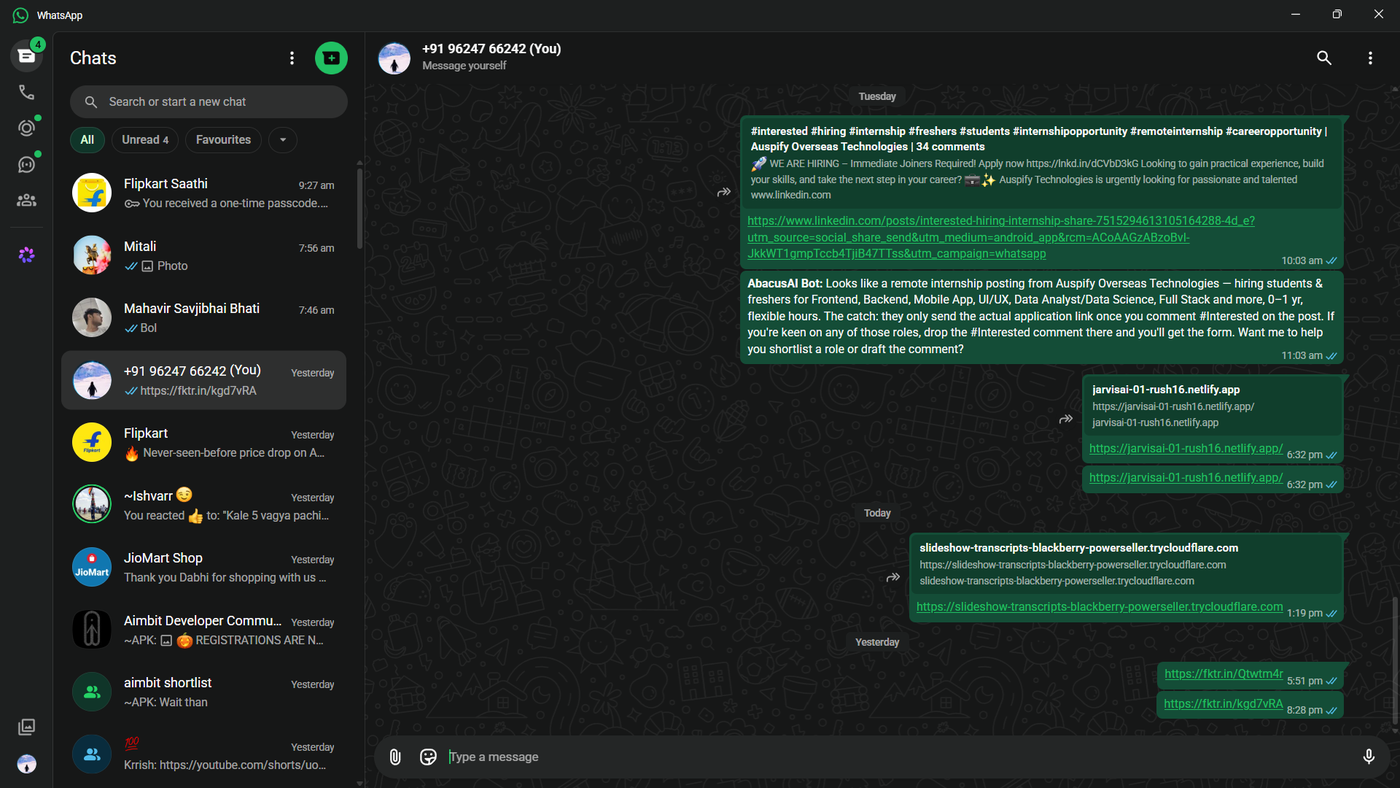 WhatsApp
4
Chats
Search or start a new chat
All
Unread 4
Favourites
Flipkart Saathi
9:27 am
You received a one-time passcode....
Mitali
7:56 am
Photo
Mahavir Savjibhai Bhati
7:46 am
Bol
+91 96247 66242 (You)
Yesterday
https://fktr.in/kgd7vRA
Flipkart
Yesterday
🔥 Never-seen-before price drop on A...
~Ishvarr 😉
Yesterday
You reacted 👍 to: "Kale 5 vagya pachi...
JioMart Shop
Yesterday
Thank you Dabhi for shopping with us ...
Aimbit Developer Commu...
Yesterday
~APK: 🎃 REGISTRATIONS ARE N...
aimbit shortlist
Yesterday
~APK: Wait than
💯
Yesterday
Krrish: https://youtube.com/shorts/uo...
Flipkart
JioMart
+91 96247 66242 (You)
Message yourself
Tuesday
#interested #hiring #internship #freshers #students #internshipopportunity #remoteinternship #careeropportunity |
Auspify Overseas Technologies | 34 comments
🚀 WE ARE HIRING – Immediate Joiners Required! Apply now https://lnkd.in/dCVbD3kG Looking to gain practical experience, build
your skills, and take the next step in your career? 💼✨ Auspify Technologies is urgently looking for passionate and talented
www.linkedin.com
https://www.linkedin.com/posts/interested-hiring-internship-share-7515294613105164288-4d_e?
utm_source=social_share_send&utm_medium=android_app&rcm=ACoAAGzABzoBvI-
JkkWT1gmpTccb4TjiB47TTss&utm_campaign=whatsapp
10:03 am
AbacusAI Bot: Looks like a remote internship posting from Auspify Overseas Technologies — hiring students &
freshers for Frontend, Backend, Mobile App, UI/UX, Data Analyst/Data Science, Full Stack and more, 0–1 yr,
flexible hours. The catch: they only send the actual application link once you comment #Interested on the post. If
you're keen on any of those roles, drop the #Interested comment there and you'll get the form. Want me to help
you shortlist a role or draft the comment?
11:03 am
jarvisai-01-rush16.netlify.app
https://jarvisai-01-rush16.netlify.app/
jarvisai-01-rush16.netlify.app
https://jarvisai-01-rush16.netlify.app/
6:32 pm
https://jarvisai-01-rush16.netlify.app/
6:32 pm
Today
slideshow-transcripts-blackberry-powerseller.trycloudflare.com
https://slideshow-transcripts-blackberry-powerseller.trycloudflare.com
slideshow-transcripts-blackberry-powerseller.trycloudflare.com
https://slideshow-transcripts-blackberry-powerseller.trycloudflare.com
1:19 pm
Yesterday
https://fktr.in/Qtwtm4r
5:51 pm
https://fktr.in/kgd7vRA
8:28 pm
Type a message